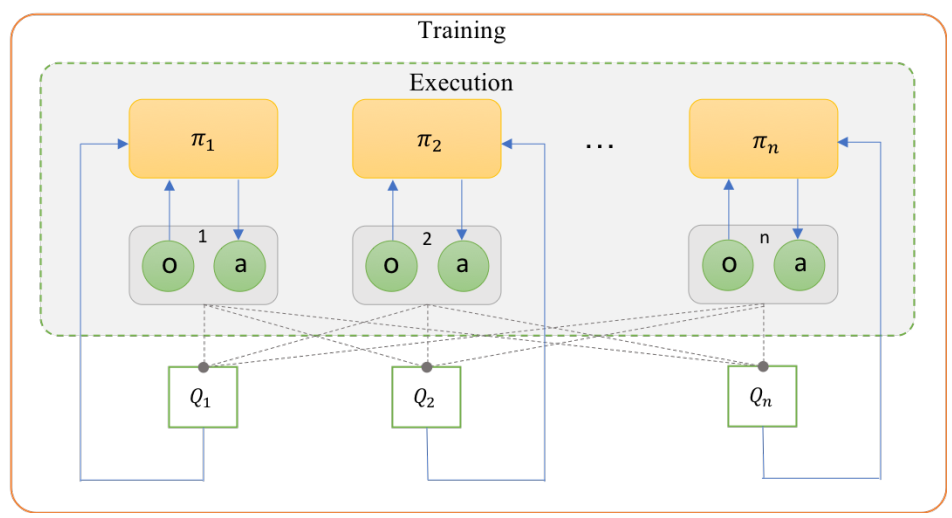 Training
Execution
π₁ π₂ ... πₙ
1 2 n
o a o a o a
Q₁ Q₂ Qₙ